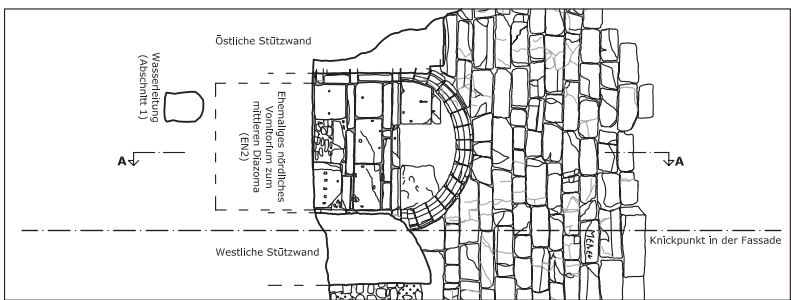 Östliche Stützwand
Wasserleitung
(Abschnitt 1)
Ehemaliges nördliches
Vomitorium zum
mittleren Diazoma
(EN2)
A
A
Westliche Stützwand
Knickpunkt in der Fassade